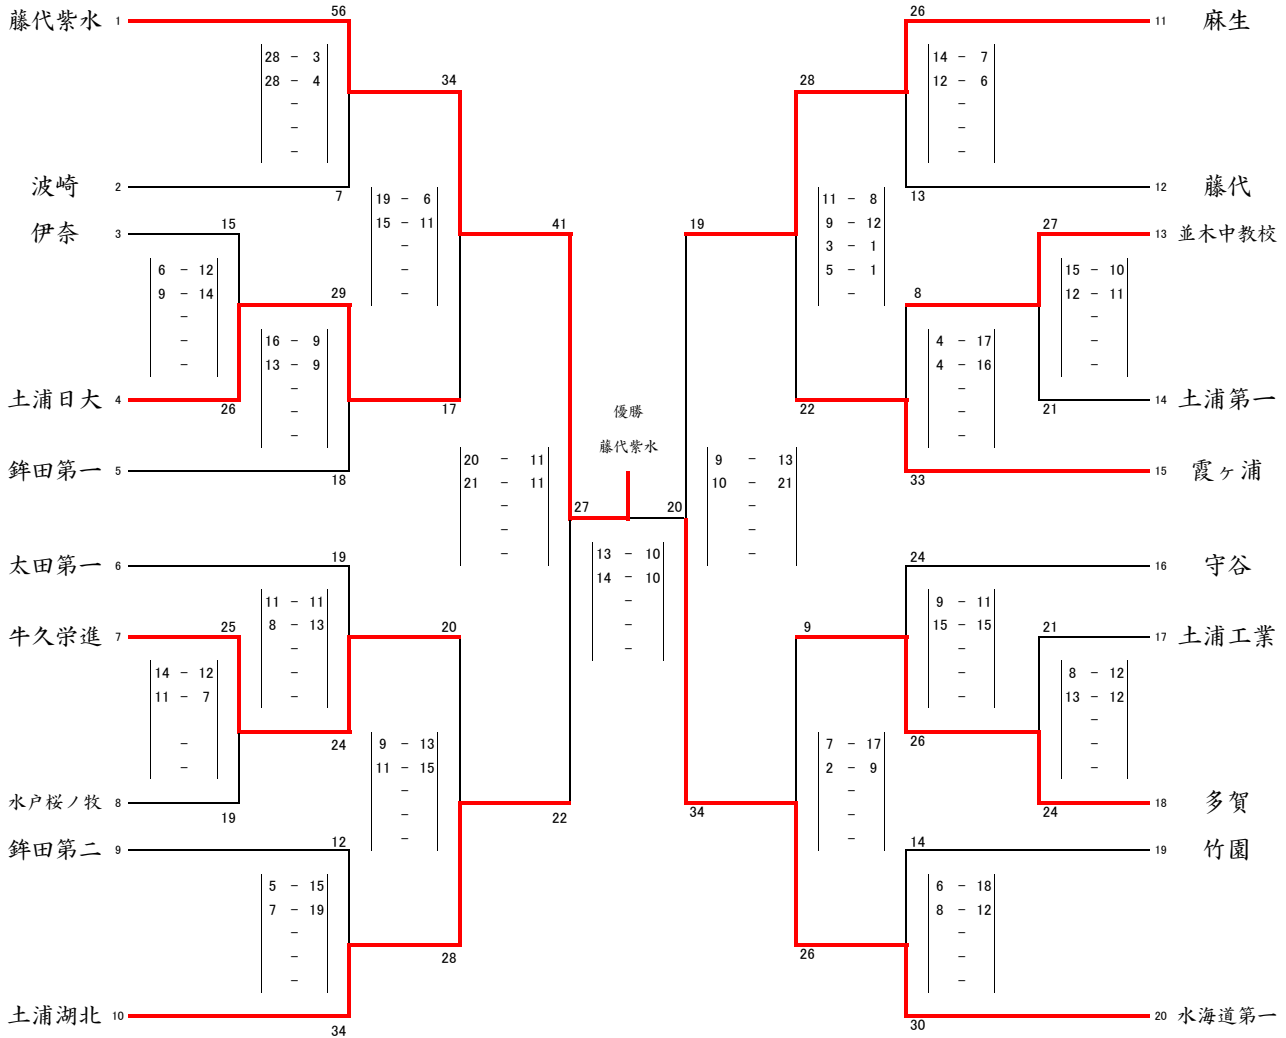 藤代紫水 1 56 26 11 麻生
28 - 3 14 - 7
28 - 4 34 28 12 - 6
- -
- -
- -
波崎 2 7 19 - 6 11 - 8 13 12 藤代
伊奈 3 15 15 - 11 41 19 9 - 12 27 13 並木中教校
6 - 12 - 3 - 1 15 - 10
9 - 14 29 - 5 - 1 8 12 - 11
- - - -
- 16 - 9 4 - 17 -
- 13 - 9 4 - 16 -
- -
土浦日大 4 26 - 17 優勝 22 - 21 14 土浦第一
- -
藤代紫水
鉾田第一 5 18 20 - 11 9 - 13 33 15 霞ヶ浦
21 - 11 10 - 21
- 27 20 -
- -
- 13 - 10 -
太田第一 6 19 14 - 10 24 16 守谷
11 - 11 - 9 - 11
牛久栄進 7 25 8 - 13 20 - 9 15 - 15 21 17 土浦工業
- - -
14 - 12 - - 8 - 12
11 - 7 - - 13 - 12
24 26 -
- 9 - 13 7 - 17 -
- 11 - 15 2 - 9 -
- -
水戸桜ノ牧 8 19 - 22 34 - 24 18 多賀
- -
鉾田第二 9 12 14 19 竹園
5 - 15 6 - 18
7 - 19 8 - 12
- -
- 28 26 -
- -
土浦湖北 10 34 30 20 水海道第一